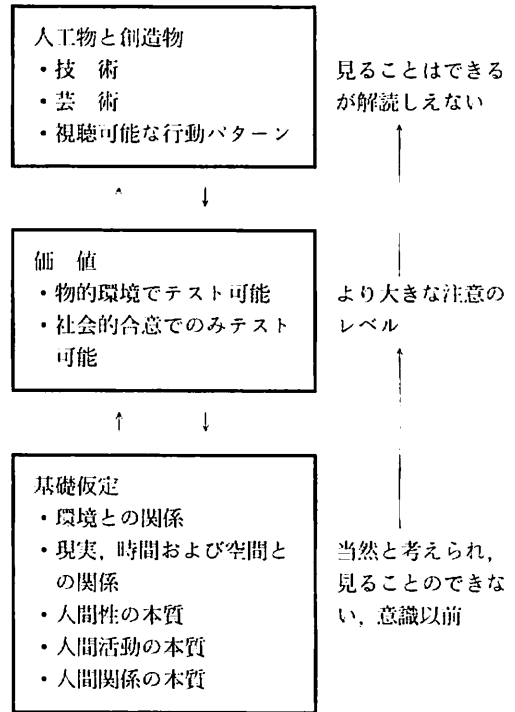 人工物と創造物
・技　術
・芸　術
・視聴可能な行動パターン
見ることはできる
が解読しえない
価　値
・物的環境でテスト可能
・社会的合意でのみテスト
可能
より大きな注意の
レベル
基礎仮定
・環境との関係
・現実，時間および空間と
の関係
・人間性の本質
・人間活動の本質
・人間関係の本質
当然と考えられ，
見ることのできな
い，意識以前